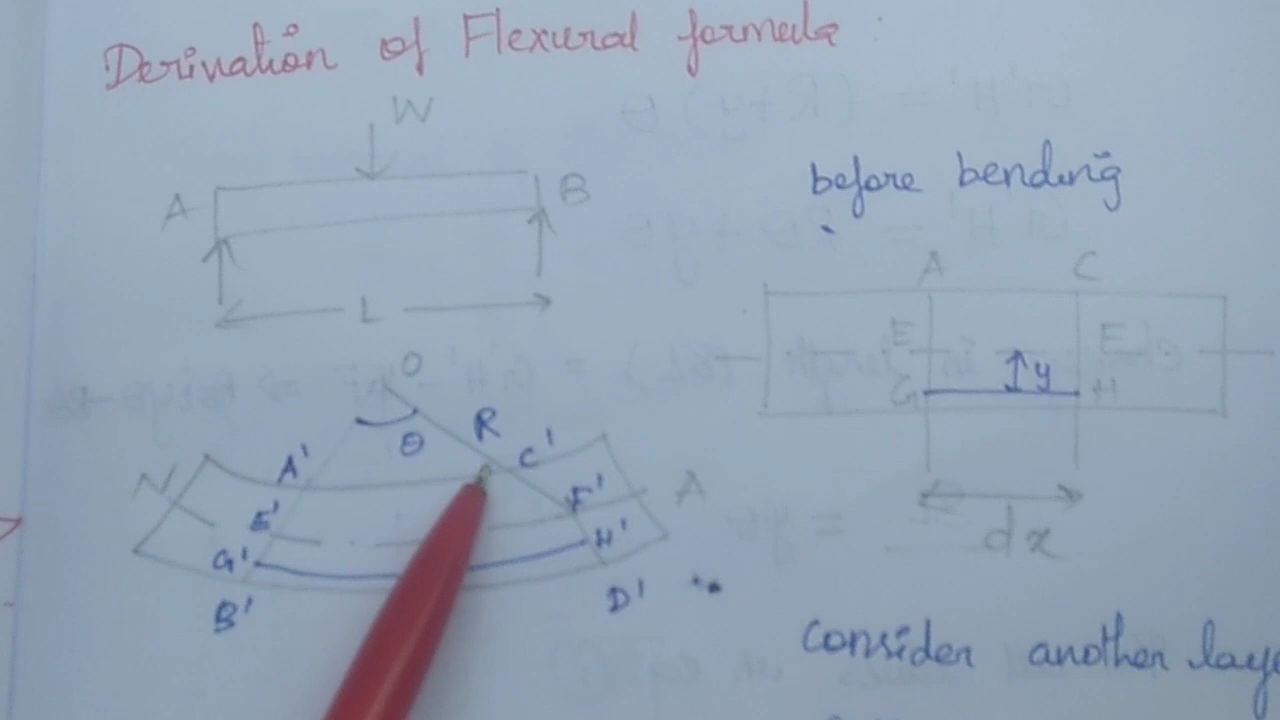 Derivation of Flexural formula :
W
A B
L
before bending
A C
E E
y
G H
dx
O
θ R
A' C'
N E' F' A
G' H'
B' D'
consider another laye